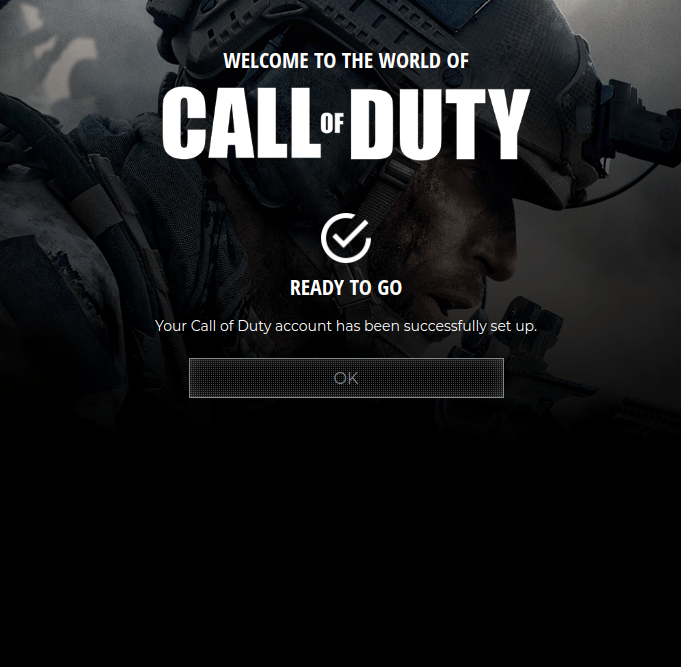 WELCOME TO THE WORLD OF
CALL OF DUTY
READY TO GO
Your Call of Duty account has been successfully set up.
OK